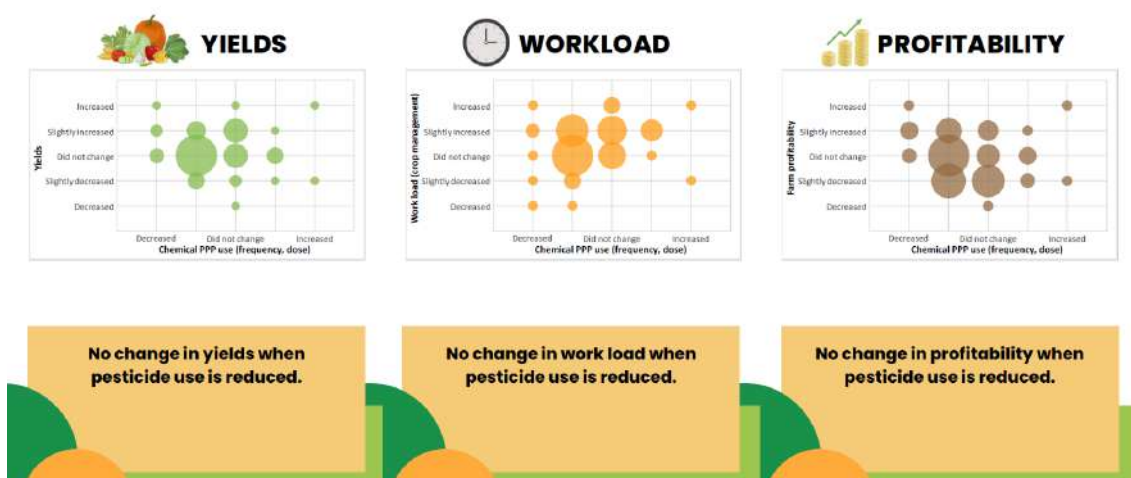 YIELDS
Increased
Slightly increased
Did not change
Slightly decreased
Decreased
Yields
Decreased Did not change Increased
Chemical PPP use (frequency, dose)
WORKLOAD
Increased
Slightly increased
Did not change
Slightly decreased
Decreased
Work load (crop management)
Decreased Did not change Increased
Chemical PPP use (frequency, dose)
PROFITABILITY
Increased
Slightly increased
Did not change
Slightly decreased
Decreased
Farm profitability
Decreased Did not change Increased
Chemical PPP use (frequency, dose)
No change in yields when
pesticide use is reduced.
No change in work load when
pesticide use is reduced.
No change in profitability when
pesticide use is reduced.